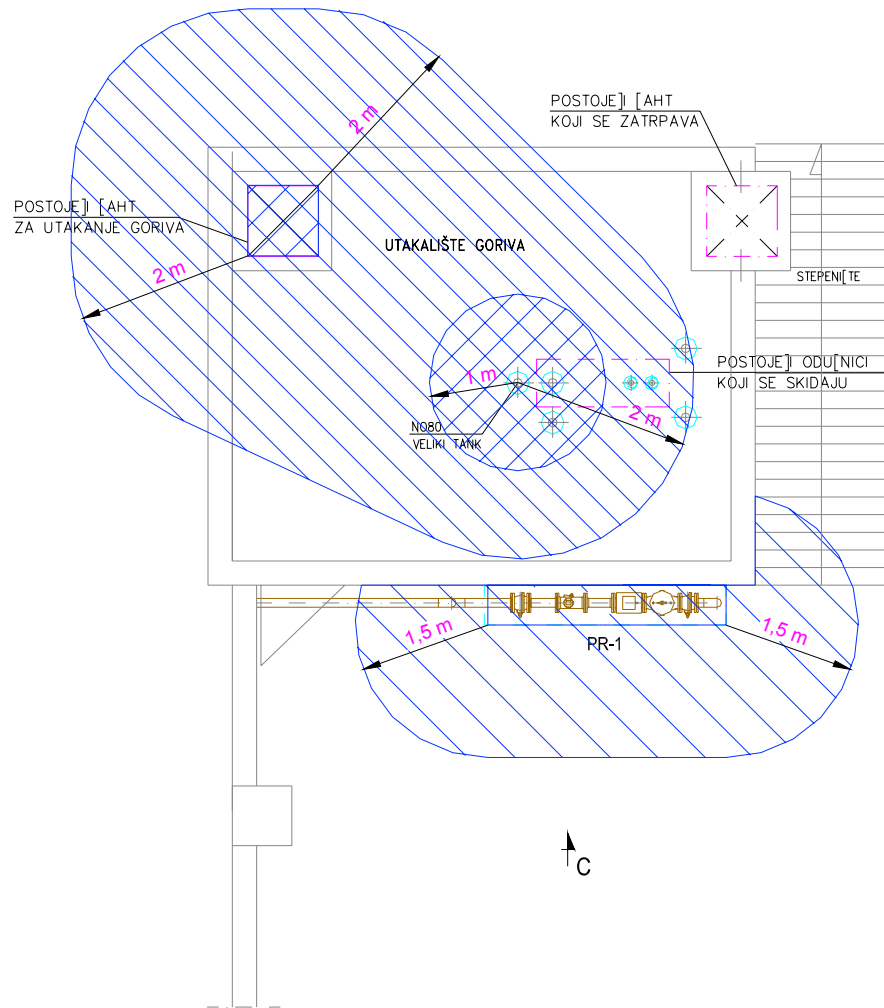 2 m
POSTOJE]I [AHT
KOJI SE ZATRPAVA
POSTOJE]I [AHT
ZA UTAKANJE GORIVA
UTAKALIŠTE GORIVA
2 m
STEPENI[TE
POSTOJE]I ODU[NICI
KOJI SE SKIDAJU
1 m
2 m
NO80
VELIKI TANK
1,5 m
1,5 m
PR-1
C